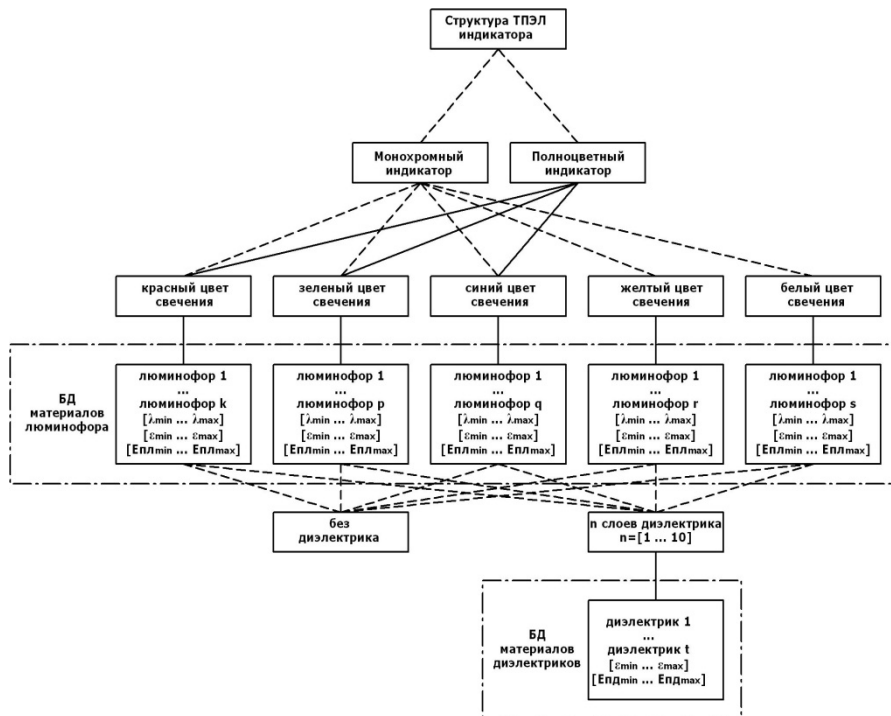 Структура ТПЭЛ
индикатора
Монохромный
индикатор
Полноцветный
индикатор
красный цвет
свечения
зеленый цвет
свечения
синий цвет
свечения
желтый цвет
свечения
белый цвет
свечения
БД
материалов
люминофора
люминофор 1
...
люминофор k
[λmin ... λmax]
[εmin ... εmax]
[Eплmin ... Eплmax]
люминофор 1
...
люминофор p
[λmin ... λmax]
[εmin ... εmax]
[Eплmin ... Eплmax]
люминофор 1
...
люминофор q
[λmin ... λmax]
[εmin ... εmax]
[Eплmin ... Eплmax]
люминофор 1
...
люминофор r
[λmin ... λmax]
[εmin ... εmax]
[Eплmin ... Eплmax]
люминофор 1
...
люминофор s
[λmin ... λmax]
[εmin ... εmax]
[Eплmin ... Eплmax]
без
диэлектрика
n слоев диэлектрика
n=[1 ... 10]
БД
материалов
диэлектриков
диэлектрик 1
...
диэлектрик t
[εmin ... εmax]
[Eпдmin ... Eпдmax]